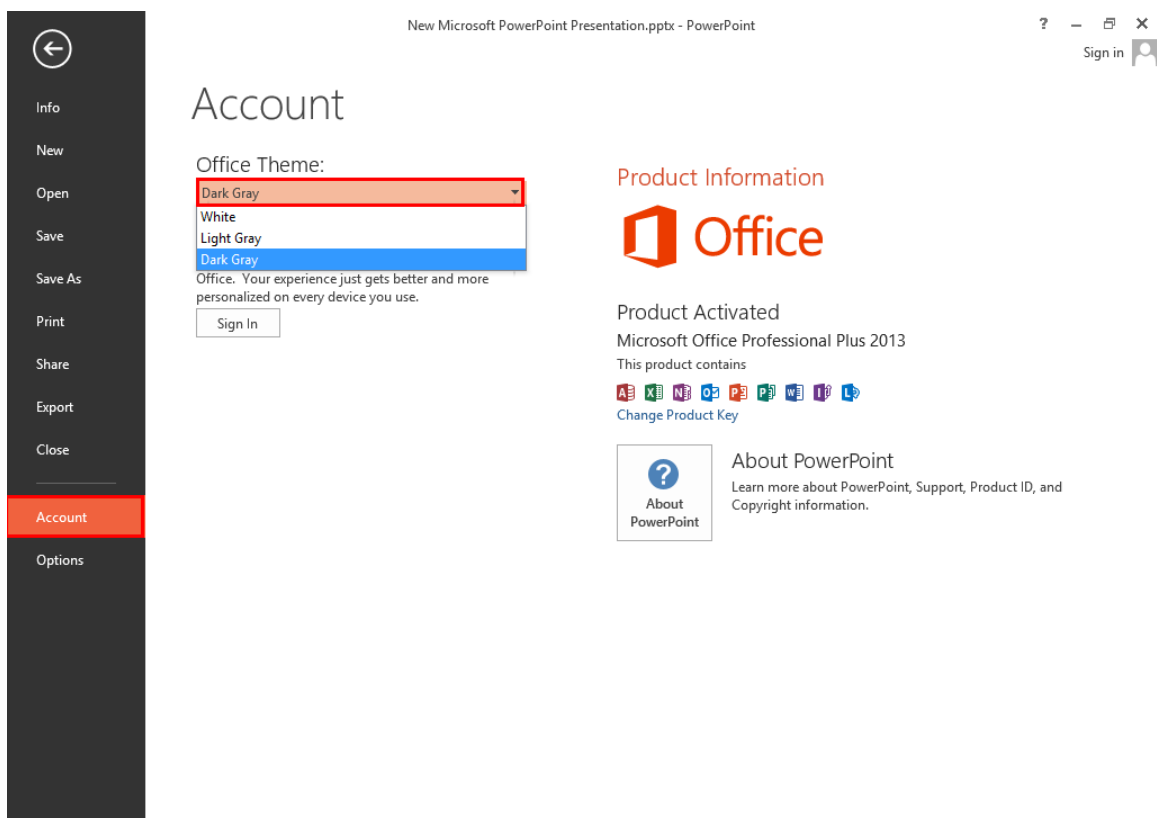 New Microsoft PowerPoint Presentation.pptx - PowerPoint
?
Sign in
Info
New
Open
Save
Save As
Print
Share
Export
Close
Account
Options
Account
Office Theme:
Dark Gray
White
Light Gray
Dark Gray
Office. Your experience just gets better and more
personalized on every device you use.
Sign In
Product Information
Office
Product Activated
Microsoft Office Professional Plus 2013
This product contains
Change Product Key
About
PowerPoint
About PowerPoint
Learn more about PowerPoint, Support, Product ID, and
Copyright information.